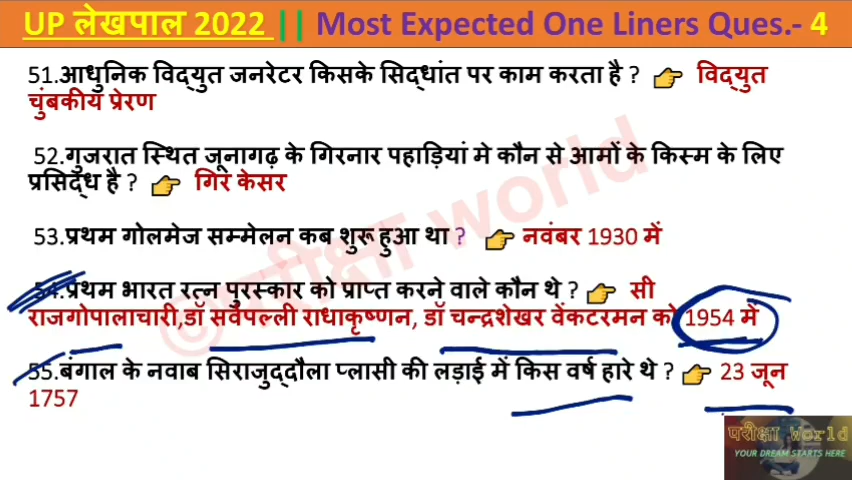 UP लेखपाल 2022 || Most Expected One Liners Ques.- 4
51.आधुनिक विद्युत जनरेटर किसके सिद्धांत पर काम करता है ? 👉 विद्युत
चुंबकीय प्रेरण
52.गुजरात स्थित जूनागढ़ के गिरनार पहाड़ियां मे कौन से आमों के किस्म के लिए
प्रसिद्ध है ? 👉 गिर केसर
53.प्रथम गोलमेज सम्मेलन कब शुरू हुआ था ? 👉 नवंबर 1930 में
54.प्रथम भारत रत्न पुरस्कार को प्राप्त करने वाले कौन थे ? 👉 सी
राजगोपालाचारी,डॉ सर्वपल्ली राधाकृष्णन, डॉ चन्द्रशेखर वेंकटरमन को 1954 में
55.बंगाल के नवाब सिराजुद्दौला प्लासी की लड़ाई में किस वर्ष हारे थे ? 👉 23 जून
1757
©परीक्षा world
परीक्षा World
YOUR DREAM STARTS HERE